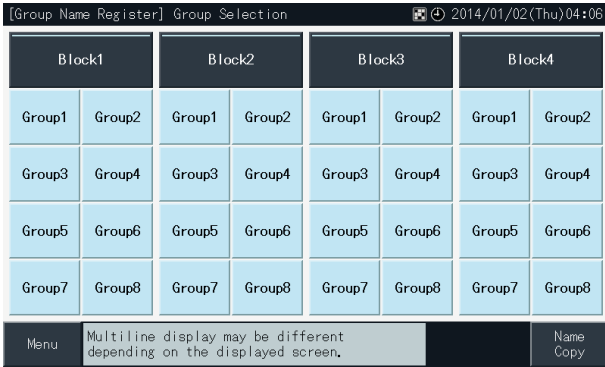 [Group Name Register] Group Selection 2014/01/02(Thu)04:06
Block1 Block2 Block3 Block4
Group1 Group2 Group1 Group2 Group1 Group2 Group1 Group2
Group3 Group4 Group3 Group4 Group3 Group4 Group3 Group4
Group5 Group6 Group5 Group6 Group5 Group6 Group5 Group6
Group7 Group8 Group7 Group8 Group7 Group8 Group7 Group8
Menu
Multiline display may be different
depending on the displayed screen.
Name
Copy